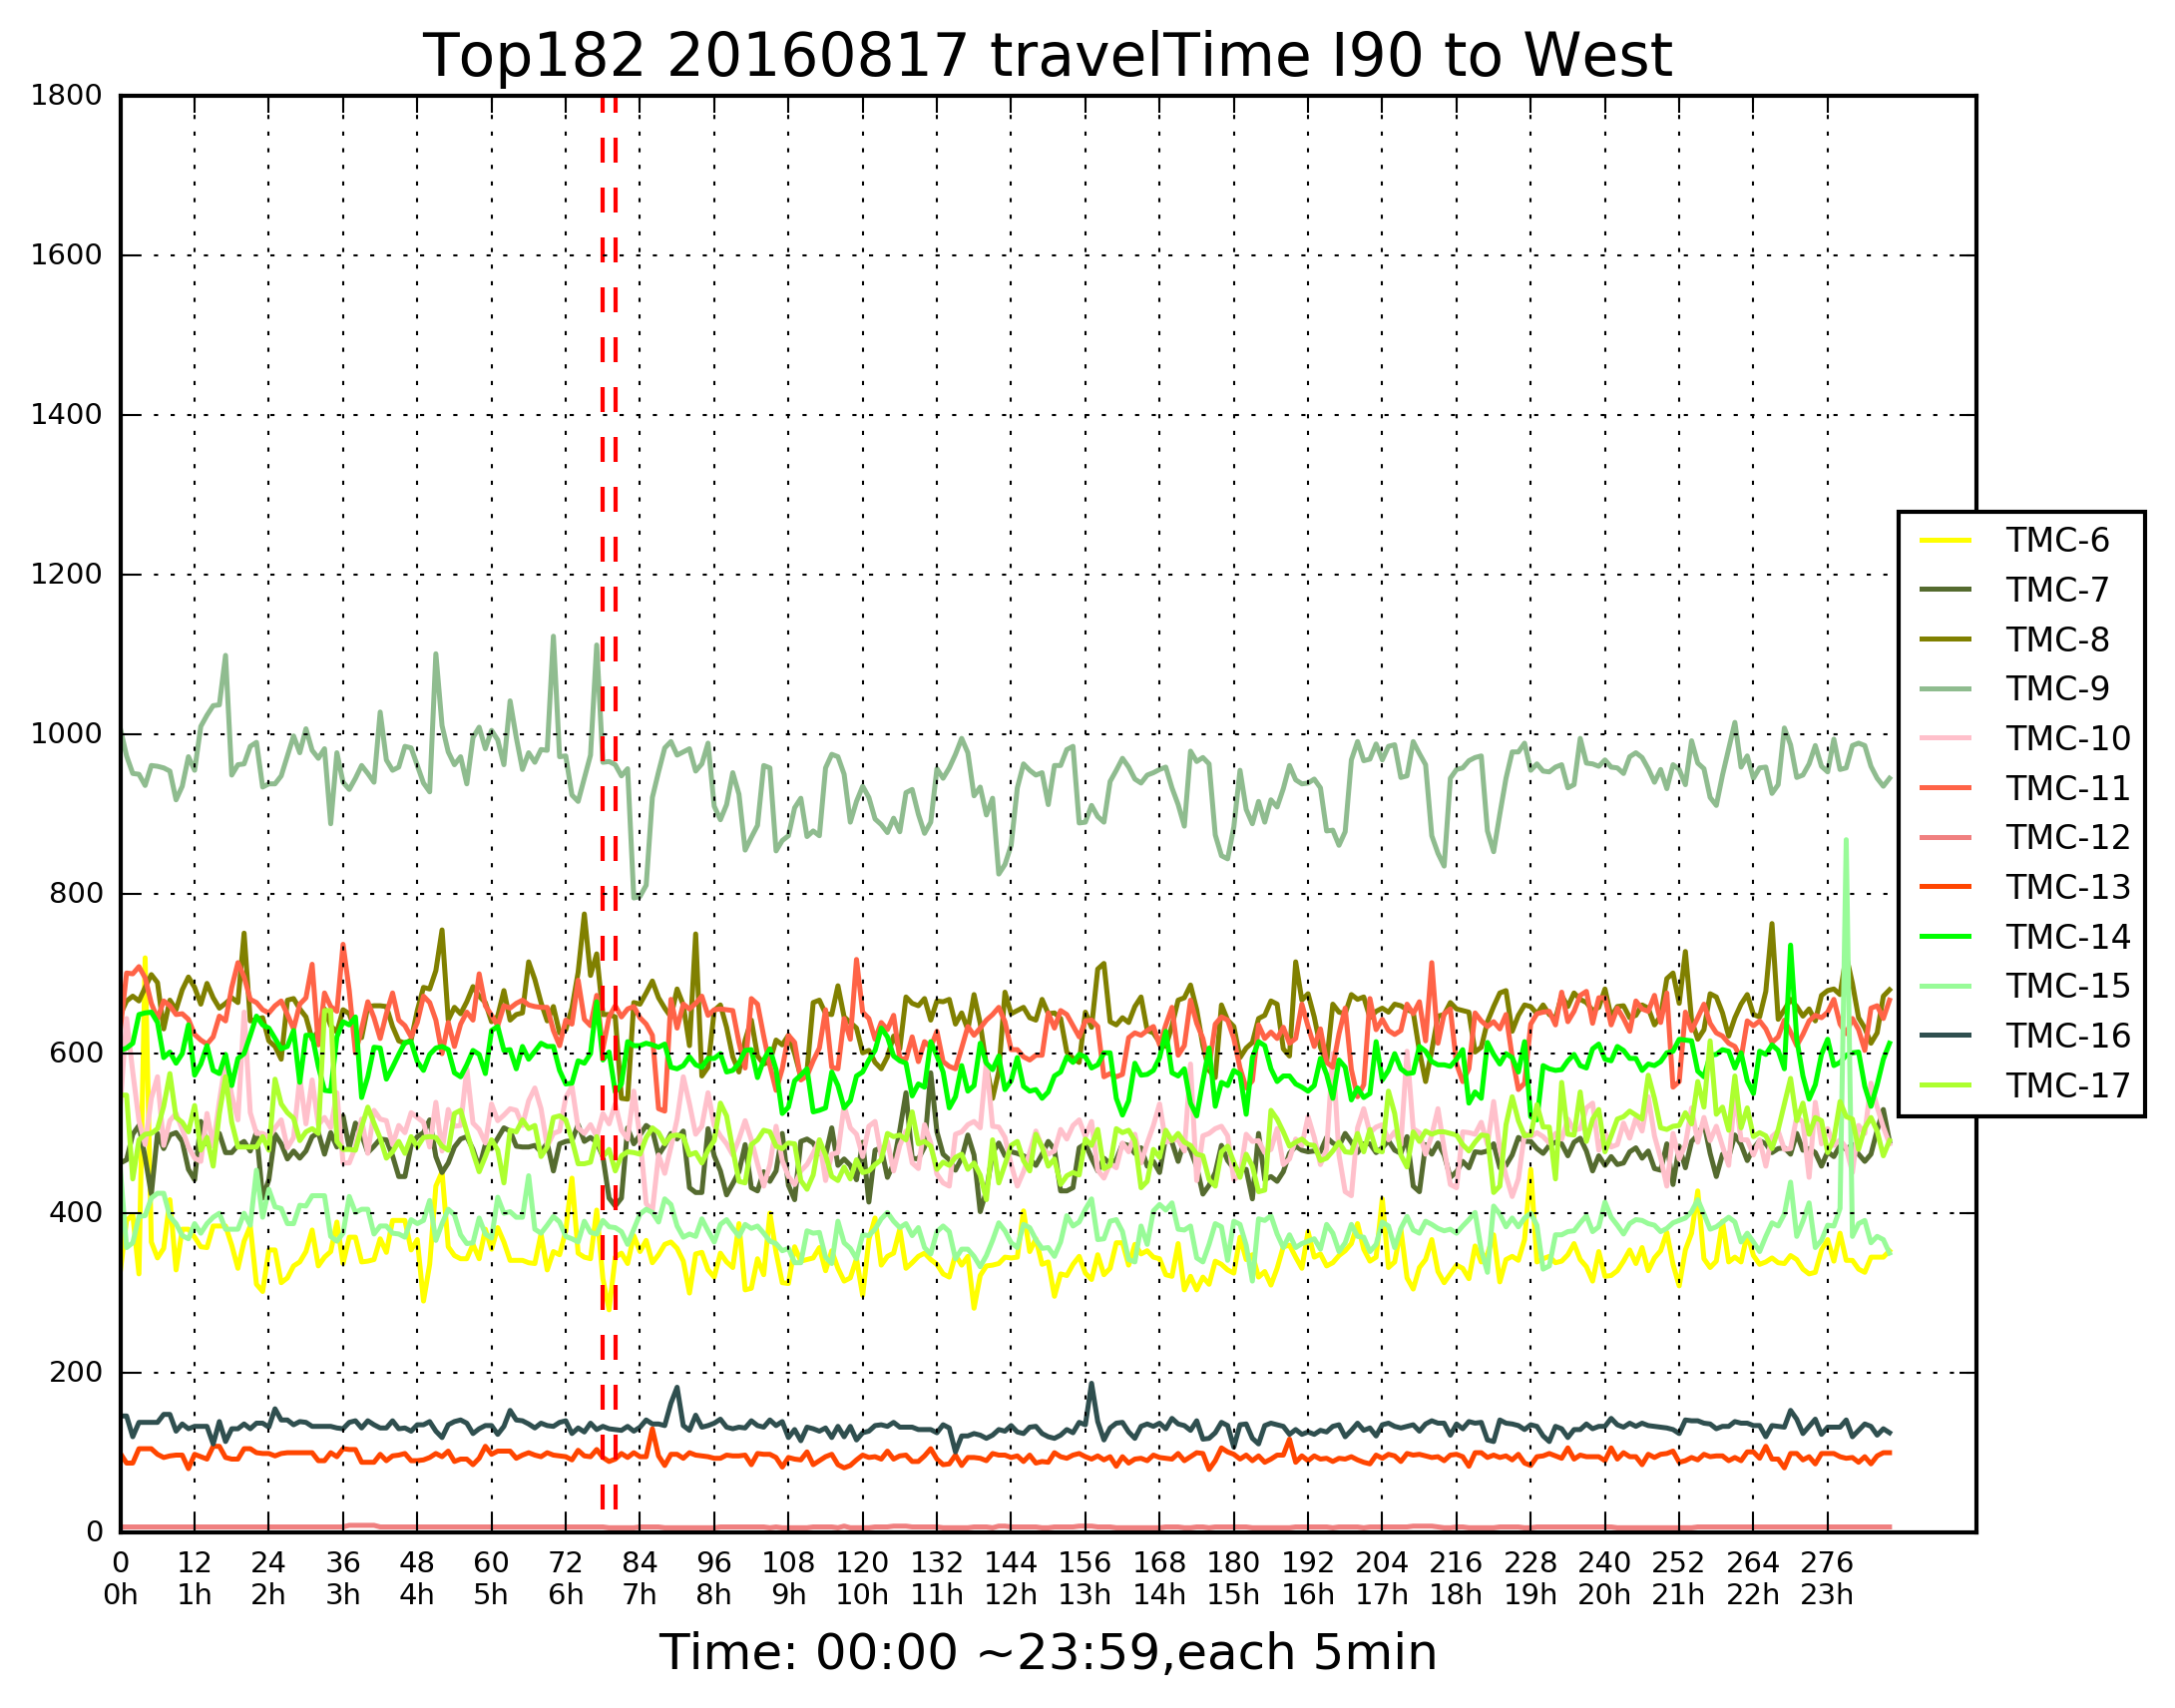 Top182 20160817 travelTime I90 to West
1800
1600
1400
1200
1000
800
600
400
200
0
TMC-6
TMC-7
TMC-8
TMC-9
TMC-10
TMC-11
TMC-12
TMC-13
TMC-14
TMC-15
TMC-16
TMC-17
0 12 24 36 48 60 72 84 96 108 120 132 144 156 168 180 192 204 216 228 240 252 264 276
0h 1h 2h 3h 4h 5h 6h 7h 8h 9h 10h 11h 12h 13h 14h 15h 16h 17h 18h 19h 20h 21h 22h 23h
Time: 00:00 ~23:59,each 5min